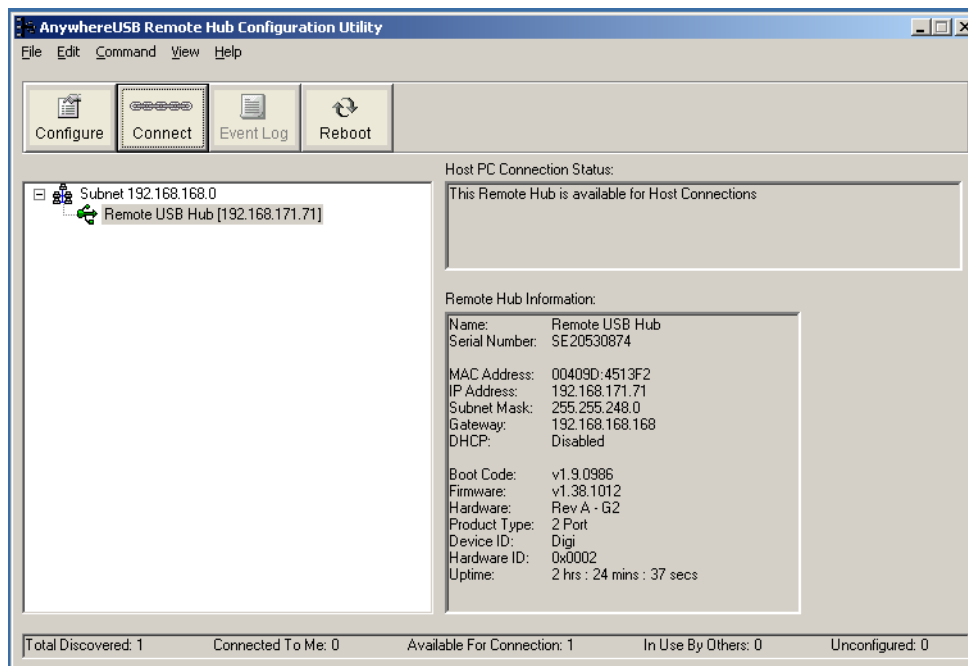 AnywhereUSB Remote Hub Configuration Utility
File Edit Command View Help
Configure Connect Event Log Reboot
Subnet 192.168.168.0
Remote USB Hub [192.168.171.71]
Host PC Connection Status:
This Remote Hub is available for Host Connections
Remote Hub Information:
Name: Remote USB Hub
Serial Number: SE20530874
MAC Address: 00409D:4513F2
IP Address: 192.168.171.71
Subnet Mask: 255.255.248.0
Gateway: 192.168.168.168
DHCP: Disabled
Boot Code: v1.9.0986
Firmware: v1.38.1012
Hardware: Rev A - G2
Product Type: 2 Port
Device ID: Digi
Hardware ID: 0x0002
Uptime: 2 hrs : 24 mins : 37 secs
Total Discovered: 1 Connected To Me: 0 Available For Connection: 1 In Use By Others: 0 Unconfigured: 0